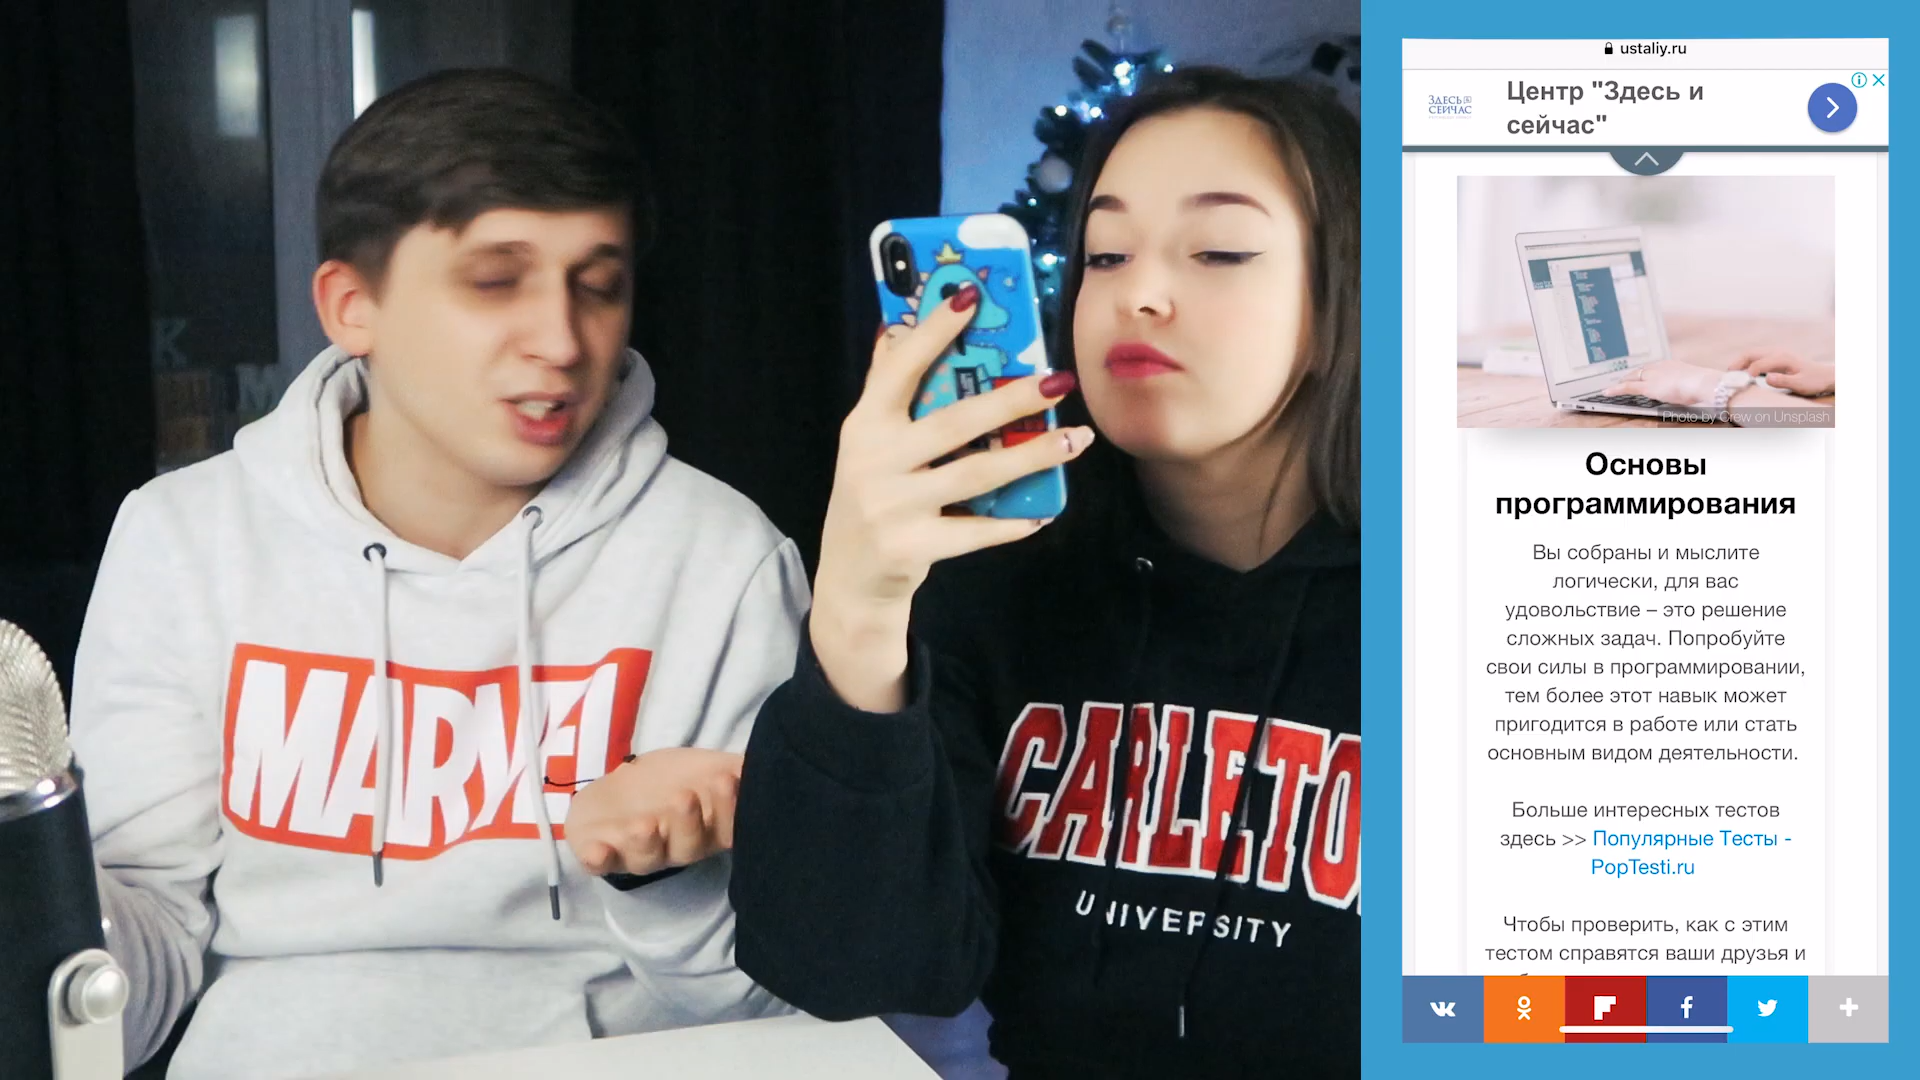 MARVEL
CARLETO
UNIVERSITY
ustaliy.ru
ЗДЕСЬ И
СЕЙЧАС
Центр "Здесь и
сейчас"
Photo by Crew on Unsplash
Основы
программирования
Вы собраны и мыслите
логически, для вас
удовольствие – это решение
сложных задач. Попробуйте
свои силы в программировании,
тем более этот навык может
пригодится в работе или стать
основным видом деятельности.
Больше интересных тестов
здесь >> Популярные Тесты -
PopTesti.ru
Чтобы проверить, как с этим
тестом справятся ваши друзья и